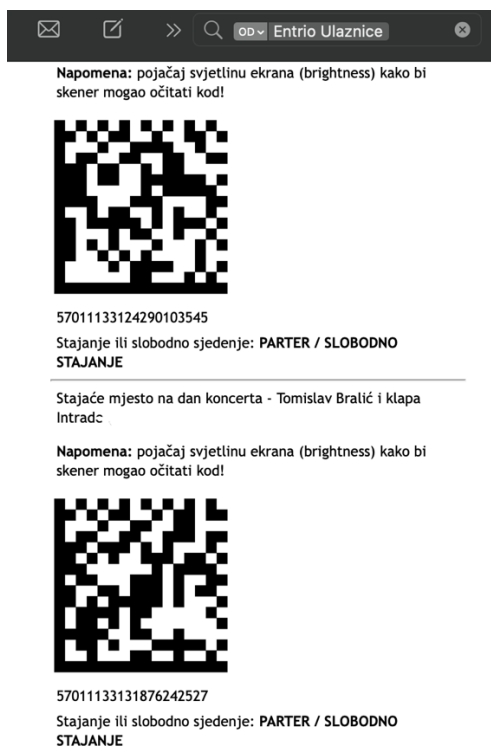 OD Entrio Ulaznice
Napomena: pojačaj svjetlinu ekrana (brightness) kako bi
skener mogao očitati kod!
57011133124290103545
Stajanje ili slobodno sjedenje: PARTER / SLOBODNO
STAJANJE
Stajaće mjesto na dan koncerta - Tomislav Bralić i klapa
Napomena: pojačaj svjetlinu ekrana (brightness) kako bi
skener mogao očitati kod!
57011133131876242527
Stajanje ili slobodno sjedenje: PARTER / SLOBODNO
STAJANJE